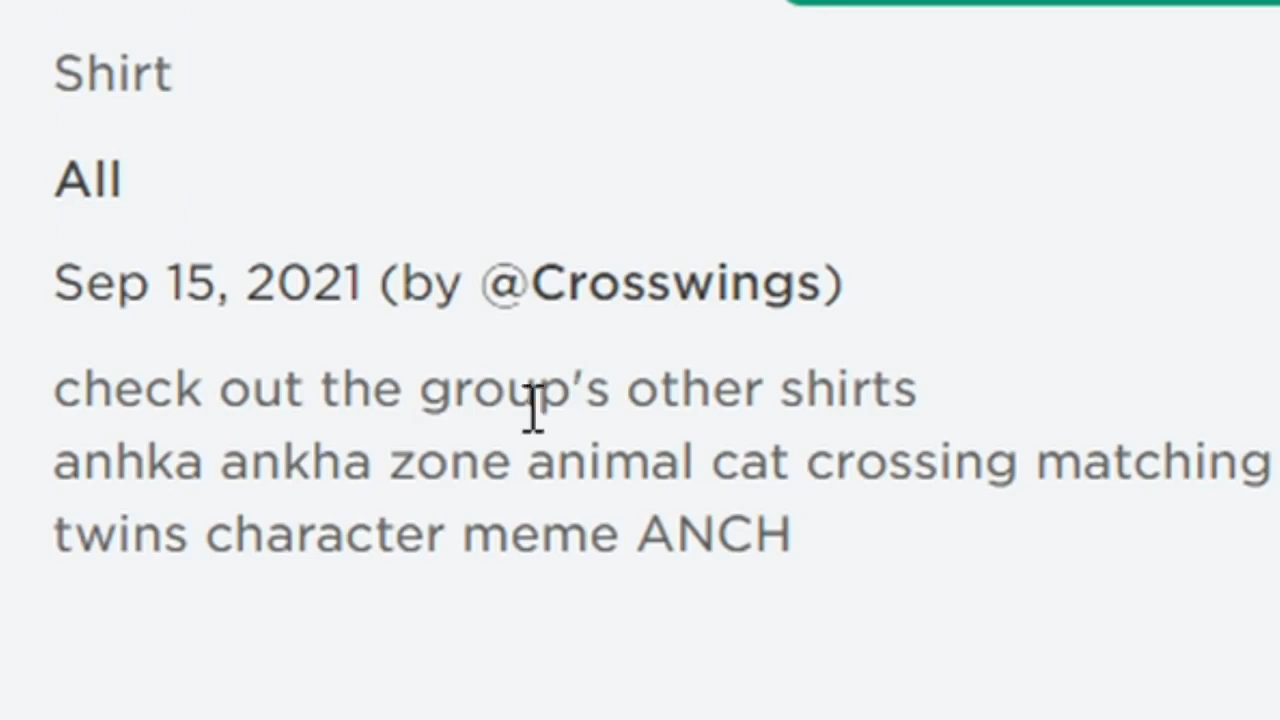 Shirt
All
Sep 15, 2021 (by @Crosswings)
check out the group's other shirts
anhka ankha zone animal cat crossing matching
twins character meme ANCH